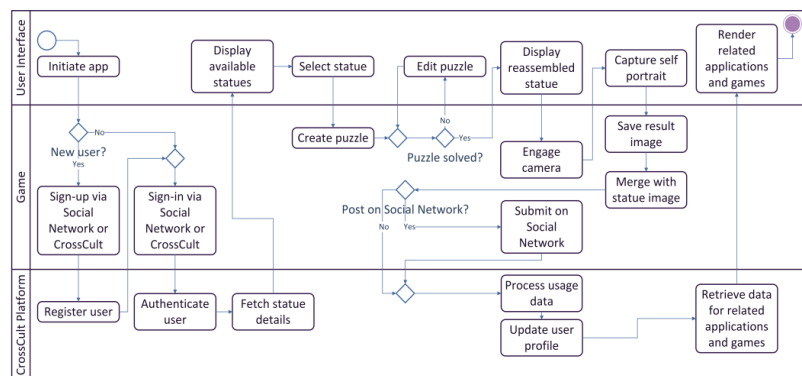 User Interface
Initiate app
Display
available
statues
Select statue
Edit puzzle
Display
reassembled
statue
Capture self
portrait
Render
related
applications
and games
Game
New user?
No
Yes
Create puzzle
No
Yes
Puzzle solved?
Engage
camera
Save result
image
Merge with
statue image
Sign-up via
Social
Network or
CrossCult
Sign-in via
Social
Network or
CrossCult
Post on Social Network?
No
Yes
Submit on
Social
Network
CrossCult Platform
Register user
Authenticate
user
Fetch statue
details
Process usage
data
Update user
profile
Retrieve data
for related
applications
and games